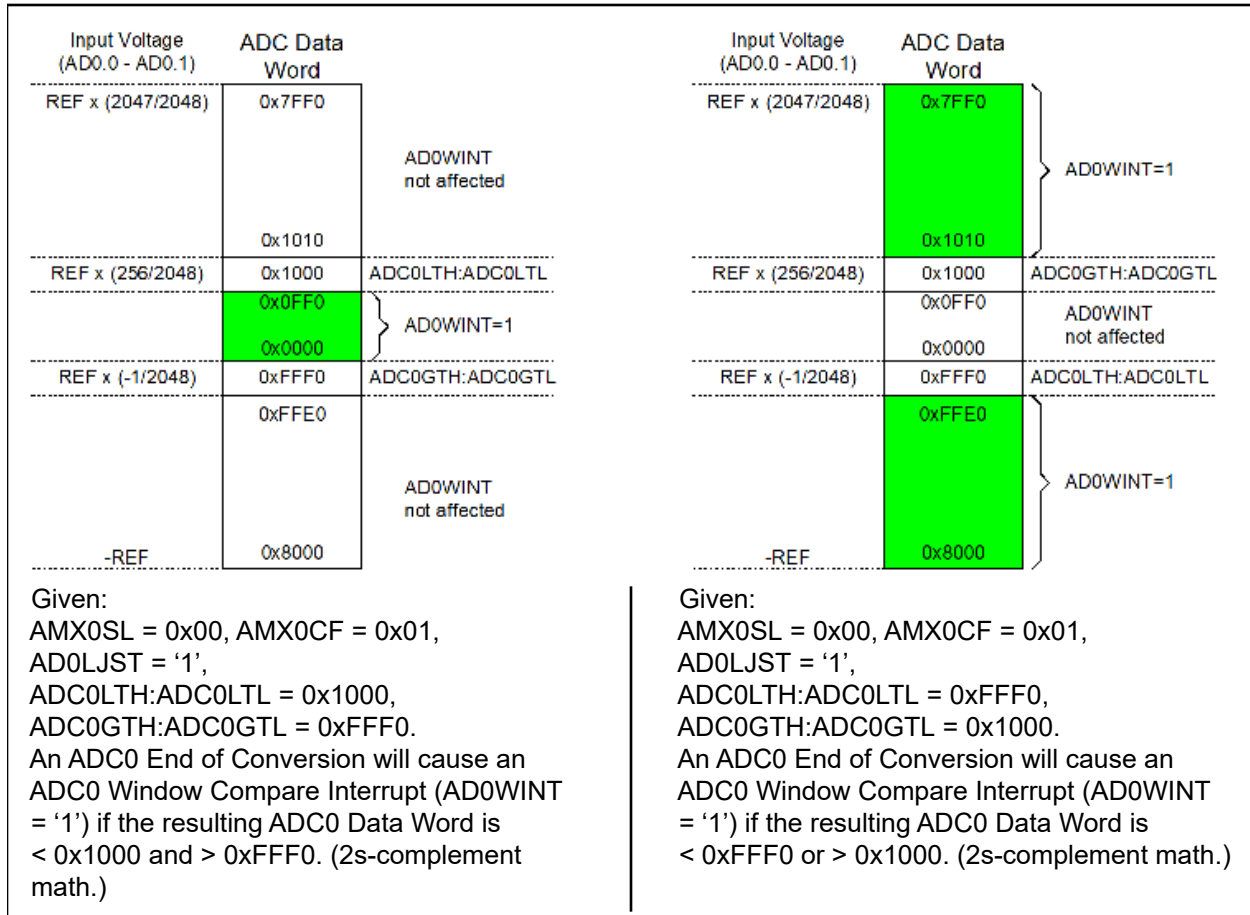 Input Voltage
(AD0.0 - AD0.1)
ADC Data
Word
REF x (2047/2048)
0x7FF0
AD0WINT
not affected
0x1010
REF x (256/2048)
0x1000
ADC0LTH:ADC0LTL
0x0FF0
AD0WINT=1
0x0000
REF x (-1/2048)
0xFFF0
ADC0GTH:ADC0GTL
0xFFE0
AD0WINT
not affected
-REF
0x8000
Given:
AMX0SL = 0x00, AMX0CF = 0x01,
AD0LJST = ‘1’,
ADC0LTH:ADC0LTL = 0x1000,
ADC0GTH:ADC0GTL = 0xFFF0.
An ADC0 End of Conversion will cause an
ADC0 Window Compare Interrupt (AD0WINT
= ‘1’) if the resulting ADC0 Data Word is
< 0x1000 and > 0xFFF0. (2s-complement
math.)
Input Voltage
(AD0.0 - AD0.1)
ADC Data
Word
REF x (2047/2048)
0x7FF0
AD0WINT=1
0x1010
REF x (256/2048)
0x1000
ADC0GTH:ADC0GTL
0x0FF0
AD0WINT
not affected
0x0000
REF x (-1/2048)
0xFFF0
ADC0LTH:ADC0LTL
0xFFE0
AD0WINT=1
-REF
0x8000
Given:
AMX0SL = 0x00, AMX0CF = 0x01,
AD0LJST = ‘1’,
ADC0LTH:ADC0LTL = 0xFFF0,
ADC0GTH:ADC0GTL = 0x1000.
An ADC0 End of Conversion will cause an
ADC0 Window Compare Interrupt (AD0WINT
= ‘1’) if the resulting ADC0 Data Word is
< 0xFFF0 or > 0x1000. (2s-complement math.)